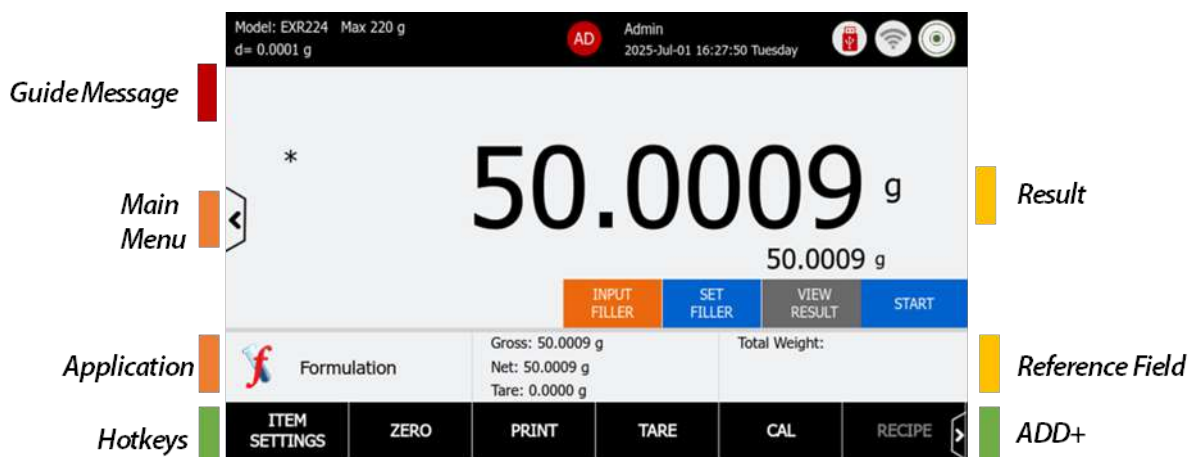 Model: EXR224 Max 220 g
d= 0.0001 g
AD
Admin
2025-Jul-01 16:27:50 Tuesday
Guide Message
*
50.0009 g
Main
Menu
Result
50.0009 g
INPUT
FILLER
SET
FILLER
VIEW
RESULT
START
Application
f
Formulation
Gross: 50.0009 g
Net: 50.0009 g
Tare: 0.0000 g
Total Weight:
Reference Field
Hotkeys
ITEM
SETTINGS
ZERO
PRINT
TARE
CAL
RECIPE
ADD+